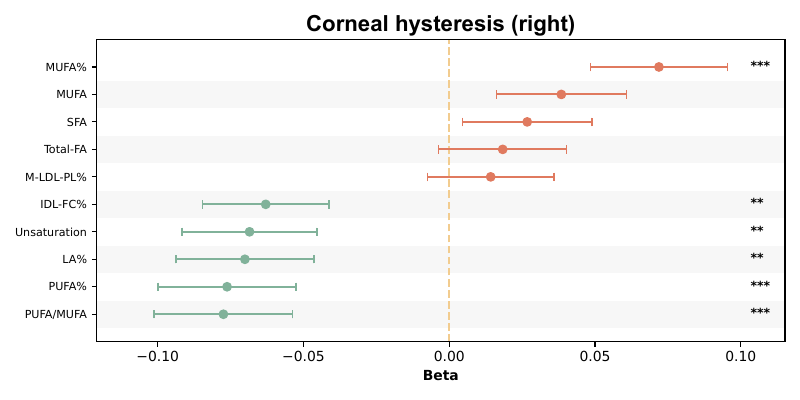 Corneal hysteresis (right)
MUFA% ***
MUFA
SFA
Total-FA
M-LDL-PL%
IDL-FC% **
Unsaturation **
LA% **
PUFA% ***
PUFA/MUFA ***
−0.10 −0.05 0.00 0.05 0.10
Beta